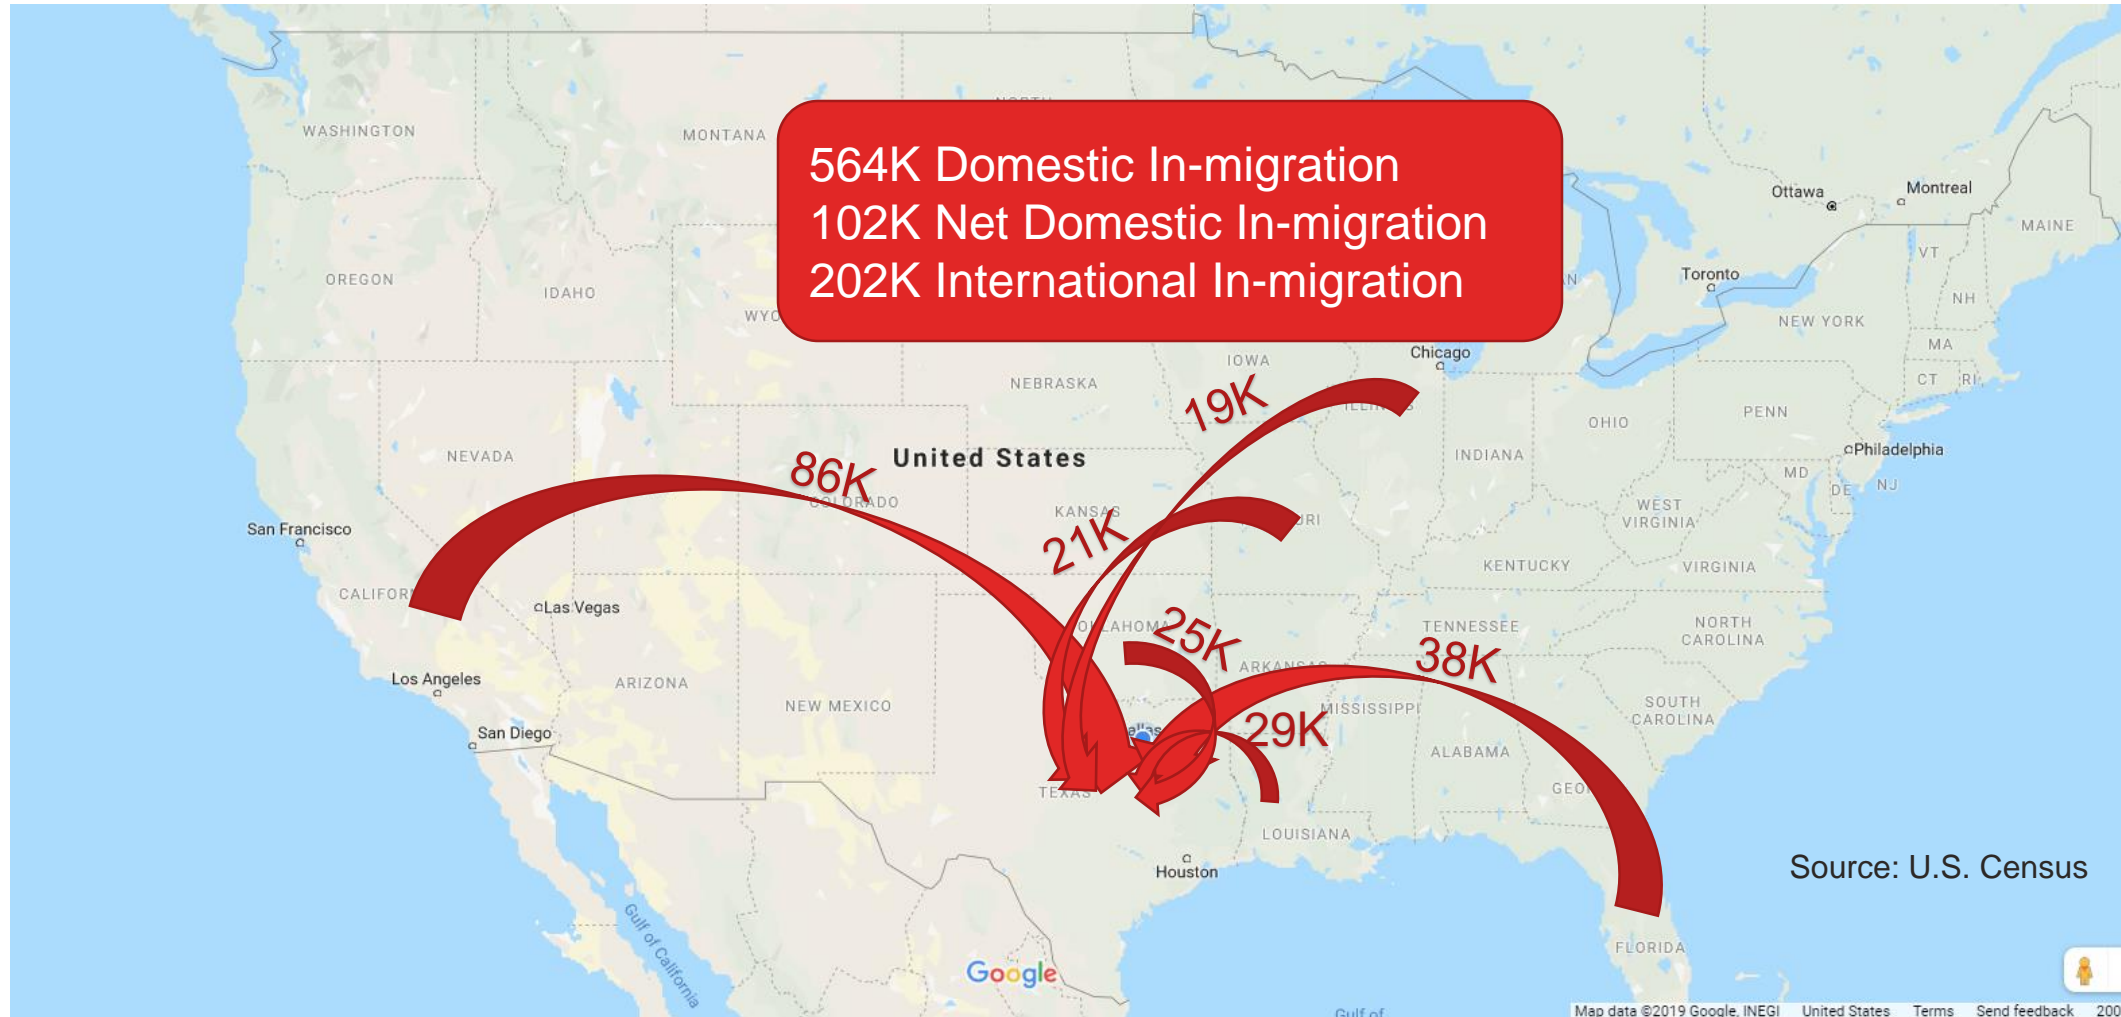 WASHINGTON
MONTANA
564K Domestic In-migration
102K Net Domestic In-migration
202K International In-migration
Ottawa
Montreal
MAINE
VT
OREGON
IDAHO
Toronto
NH
NEW YORK
MA
IOWA
Chicago
NEBRASKA
19K
CT
RI
PENN
OHIO
Philadelphia
NEVADA
86K
United States
INDIANA
MD
DE
NJ
COLORADO
KANSAS
WEST
VIRGINIA
San Francisco
21K
KENTUCKY
VIRGINIA
Las Vegas
25K
TENNESSEE
NORTH
CAROLINA
38K
ARKANSAS
Los Angeles
ARIZONA
NEW MEXICO
MISSISSIPPI
SOUTH
CAROLINA
San Diego
29K
ALABAMA
TEXAS
LOUISIANA
Houston
Source: U.S. Census
Gulf of California
FLORIDA
Google
Gulf of
Map data ©2019 Google, INEGI United States Terms Send feedback 200